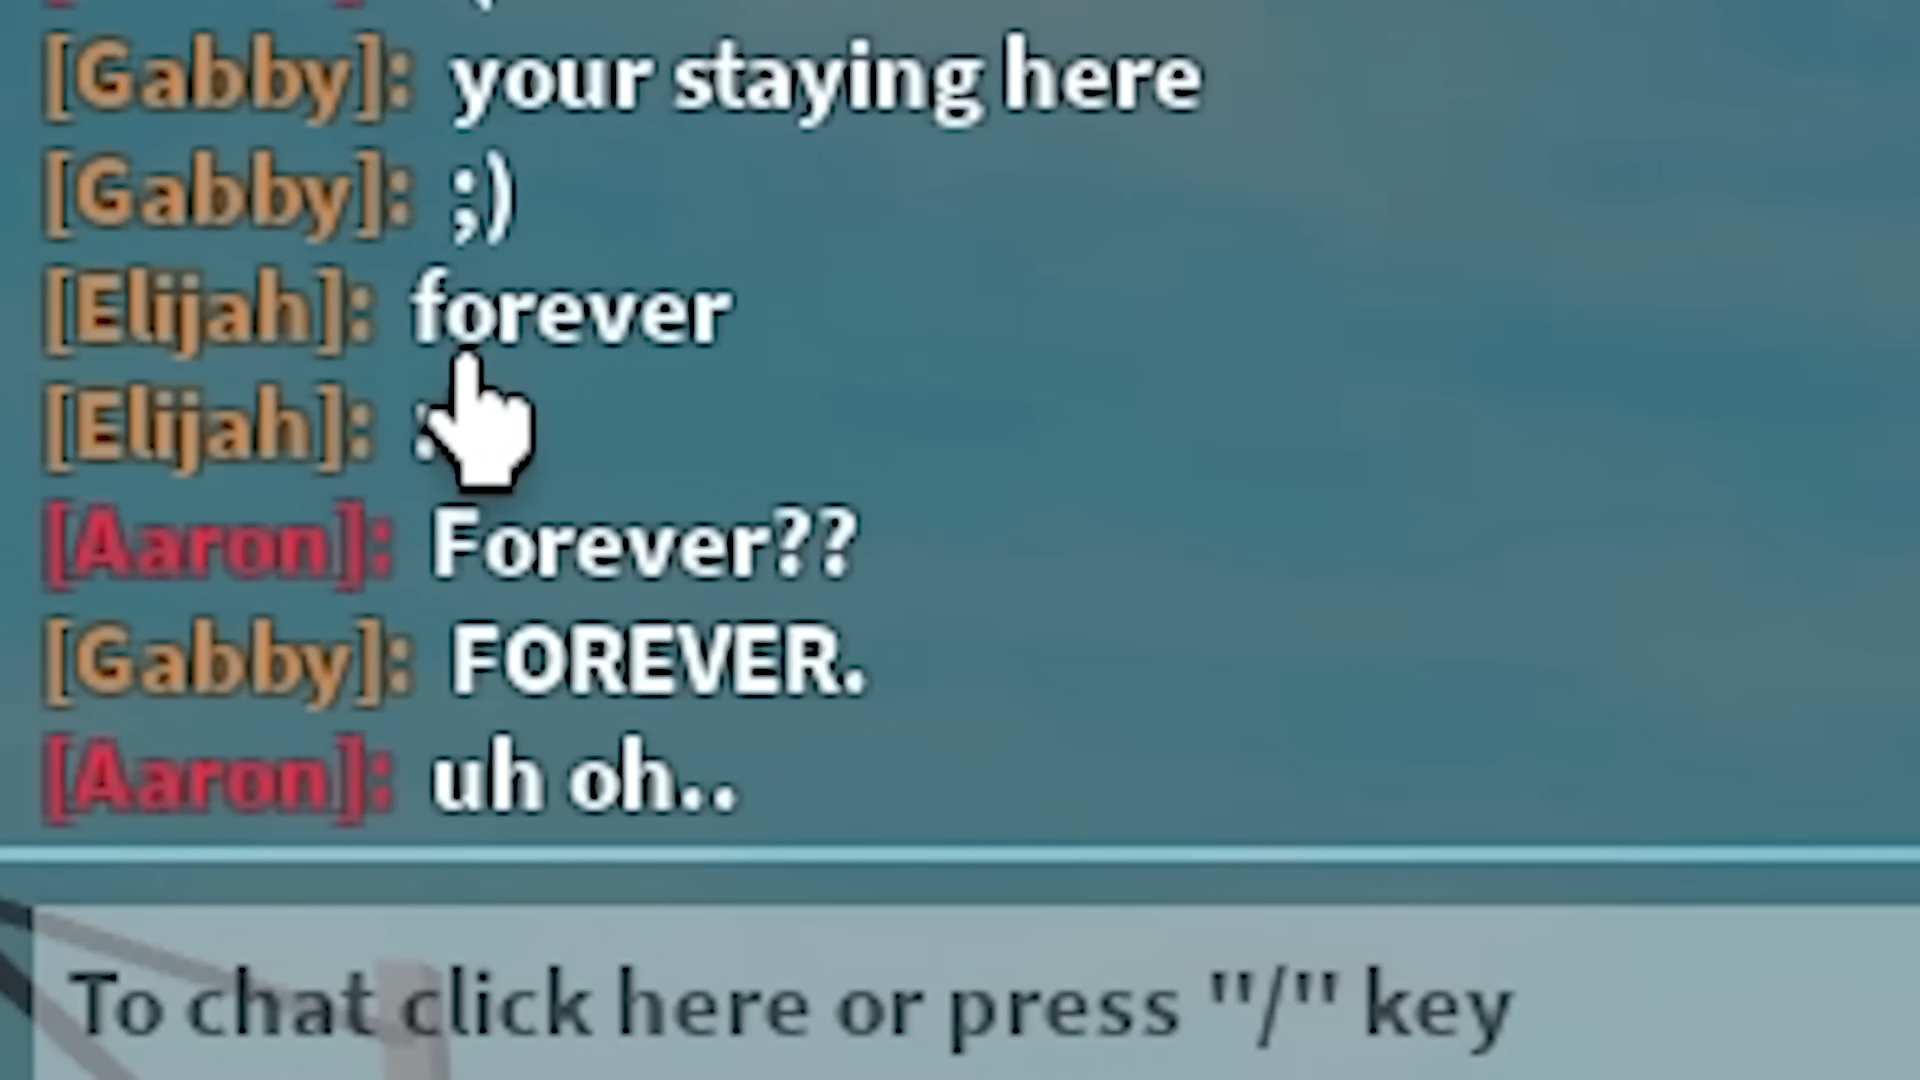 [Gabby]: your staying here
[Gabby]: ;)
[Elijah]: forever
[Elijah]:
[Aaron]: Forever??
[Gabby]: FOREVER.
[Aaron]: uh oh..
To chat click here or press "/" key